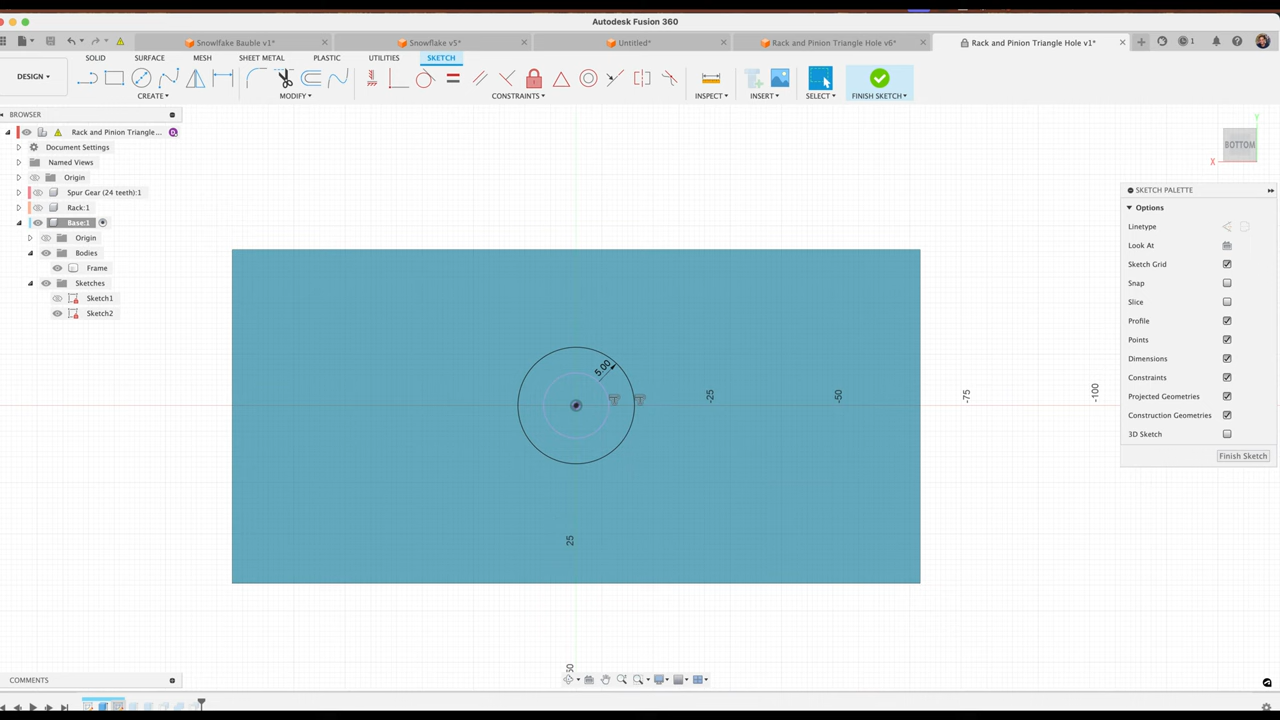 Autodesk Fusion 360
Snowlfake Bauble v1*
Snowflake v5*
Untitled*
Rack and Pinion Triangle Hole v6*
Rack and Pinion Triangle Hole v1*
1
SOLID
SURFACE
MESH
SHEET METAL
PLASTIC
UTILITIES
SKETCH
DESIGN
CREATE
MODIFY
CONSTRAINTS
INSPECT
INSERT
SELECT
FINISH SKETCH
BROWSER
Rack and Pinion Triangle...
Document Settings
Named Views
Origin
Spur Gear (24 teeth):1
Rack:1
Base:1
Origin
Bodies
Frame
Sketches
Sketch1
Sketch2
5.00
-25
-50
-75
-100
25
50
Y
BOTTOM
X
SKETCH PALETTE
Options
Linetype
Look At
Sketch Grid
Snap
Slice
Profile
Points
Dimensions
Constraints
Projected Geometries
Construction Geometries
3D Sketch
Finish Sketch
COMMENTS